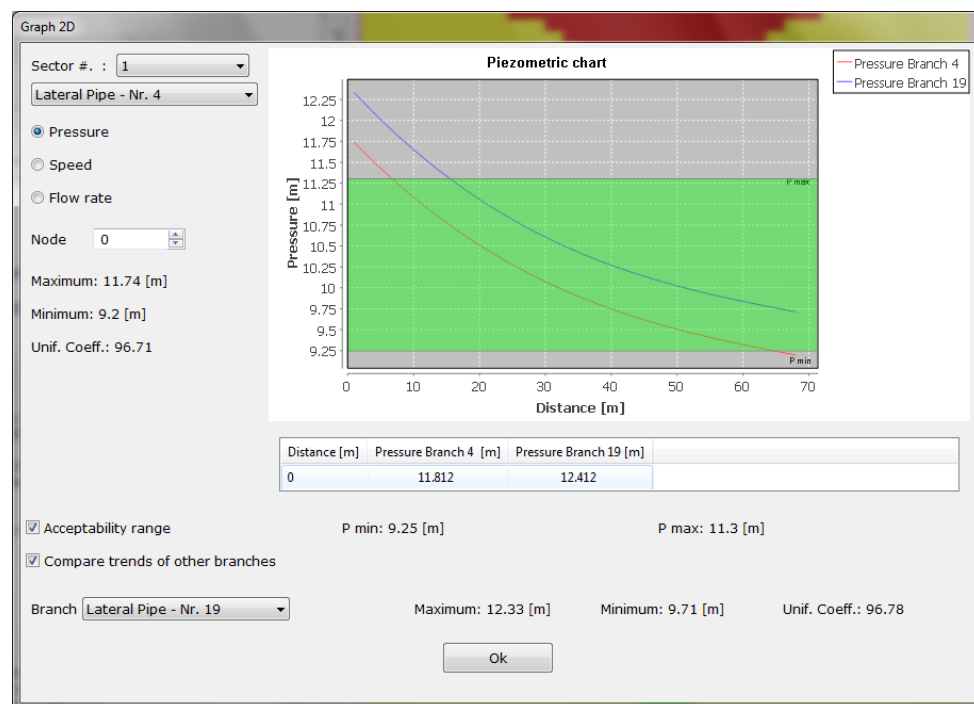 Graph 2D
Sector #. : 1
Lateral Pipe - Nr. 4
Pressure
Speed
Flow rate
Node 0
Maximum: 11.74 [m]
Minimum: 9.2 [m]
Unif. Coeff.: 96.71
Piezometric chart
Pressure Branch 4
Pressure Branch 19
Pressure [m]
12.25
12
11.75
11.5
11.25
11
10.75
10.5
10.25
10
9.75
9.5
9.25
P max
P min
0 10 20 30 40 50 60 70
Distance [m]
Distance [m] Pressure Branch 4 [m] Pressure Branch 19 [m]
0 11.812 12.412
Acceptability range P min: 9.25 [m] P max: 11.3 [m]
Compare trends of other branches
Branch Lateral Pipe - Nr. 19 Maximum: 12.33 [m] Minimum: 9.71 [m] Unif. Coeff.: 96.78
Ok